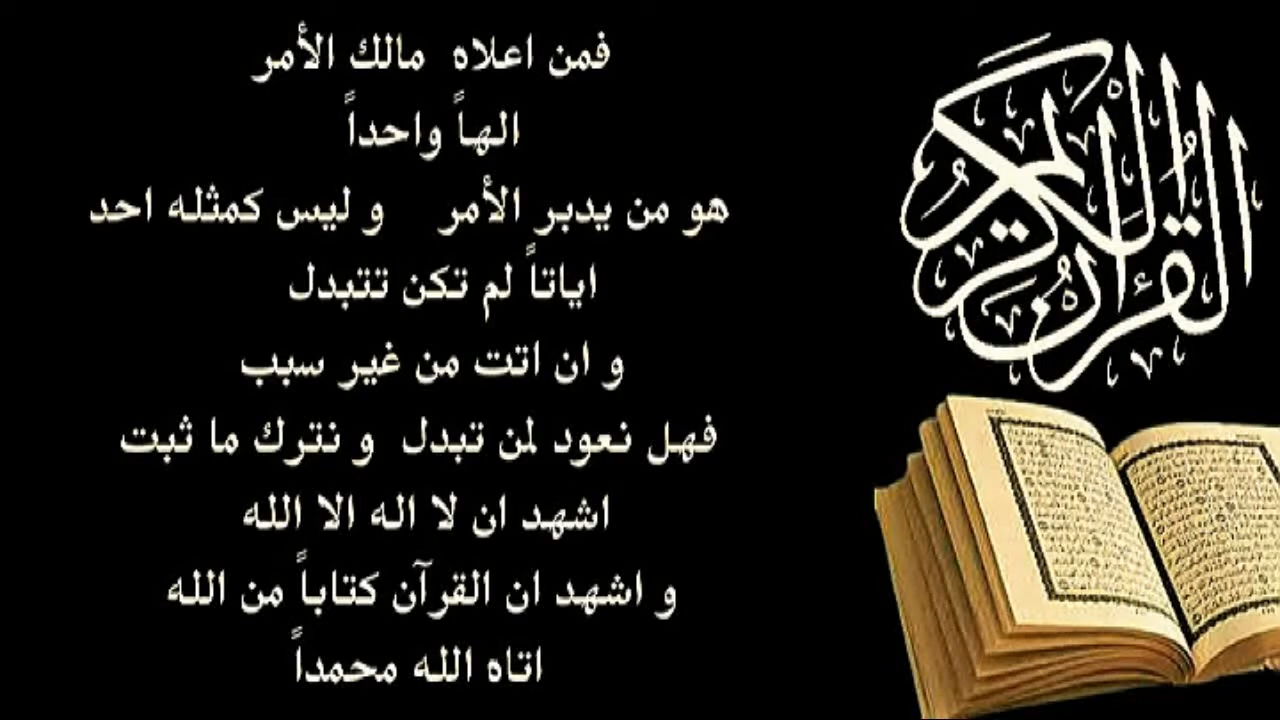 فمن اعلاه مالك الأمر
الهاً واحداً
هو من يدبر الأمر و ليس كمثله احد
اياتاً لم تكن تتبدل
و ان اتت من غير سبب
فهل نعود لمن تبدل و نترك ما ثبت
اشهد ان لا اله الا الله
و اشهد ان القرآن كتاباً من الله
اتاه الله محمداً
القرآن الكريم